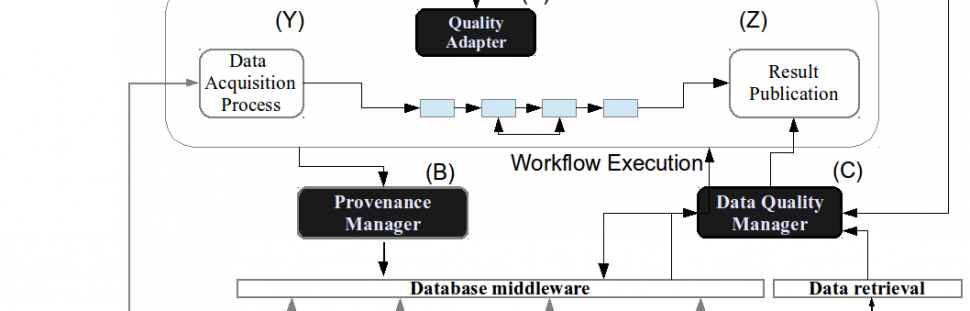 (Y)
(Z)
Quality
Adapter
Data
Acquisition
Process
Result
Publication
Workflow Execution
(B)
(C)
Provenance
Manager
Data Quality
Manager
Database middleware
Data retrieval